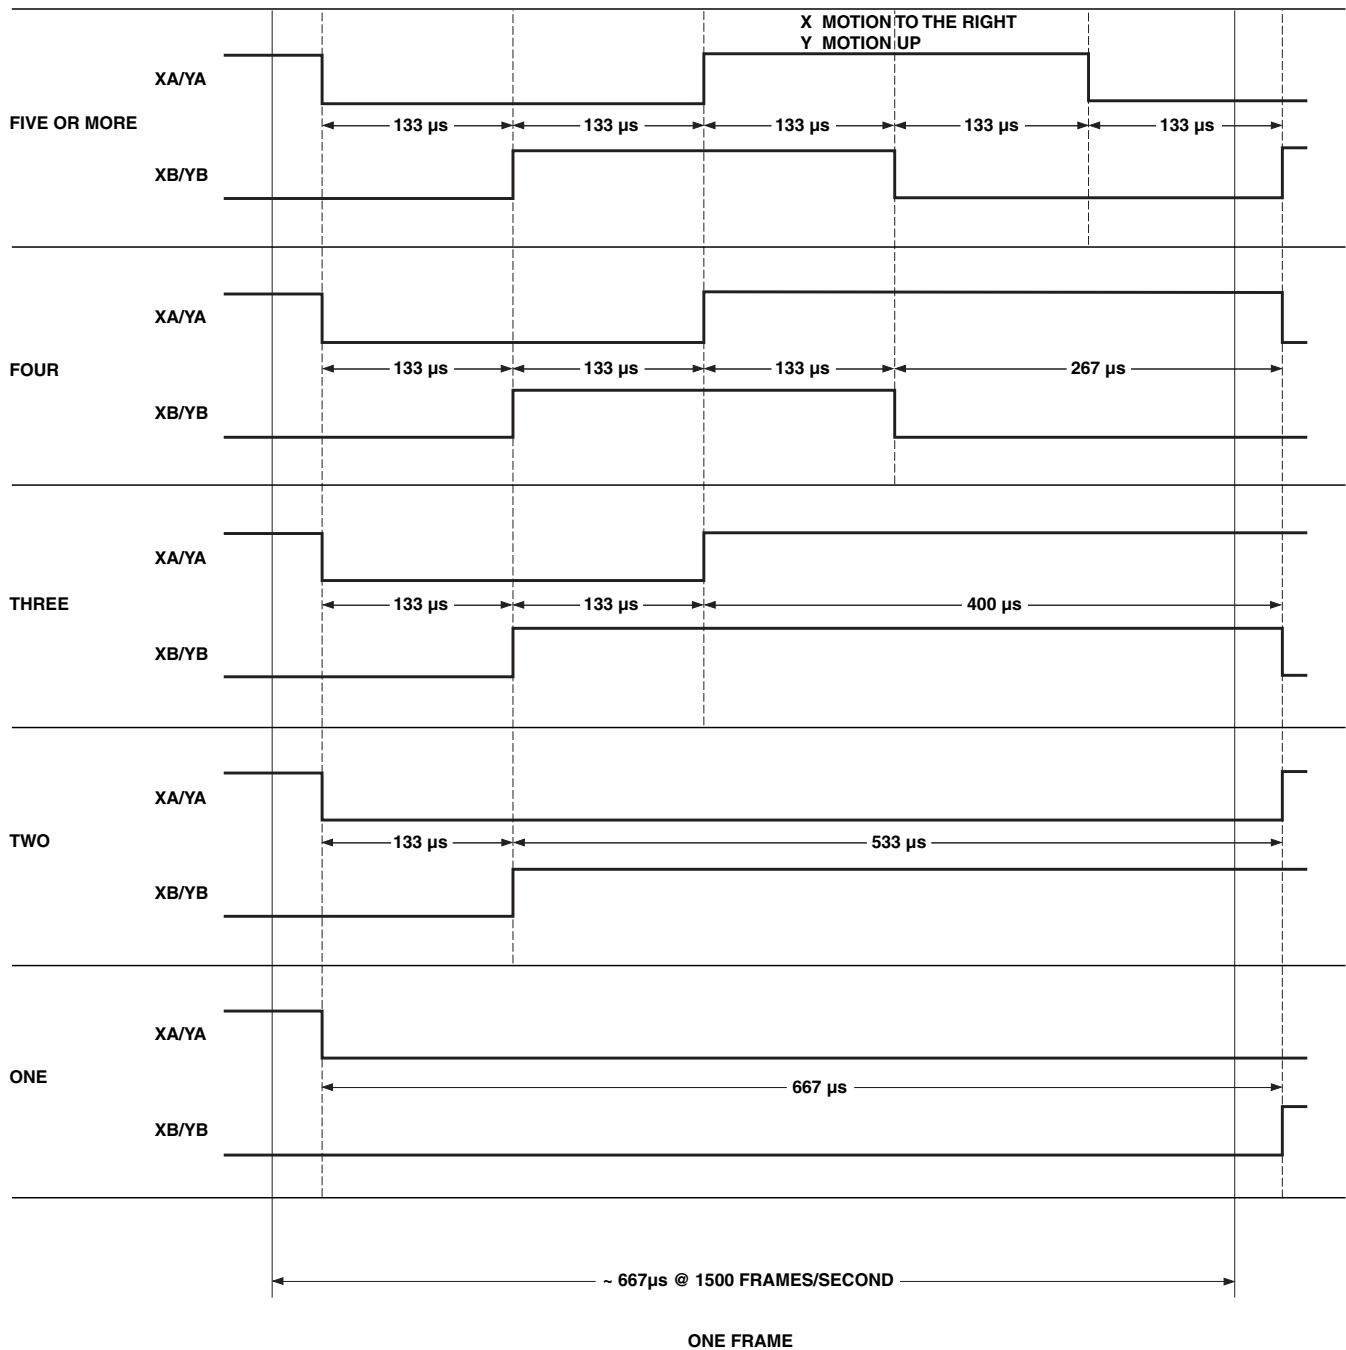 X MOTION TO THE RIGHT
Y MOTION UP
XA/YA
FIVE OR MORE
133 µs
133 µs
133 µs
133 µs
133 µs
XB/YB
XA/YA
FOUR
133 µs
133 µs
133 µs
267 µs
XB/YB
XA/YA
THREE
133 µs
133 µs
400 µs
XB/YB
XA/YA
TWO
133 µs
533 µs
XB/YB
XA/YA
ONE
667 µs
XB/YB
~ 667µs @ 1500 FRAMES/SECOND
ONE FRAME